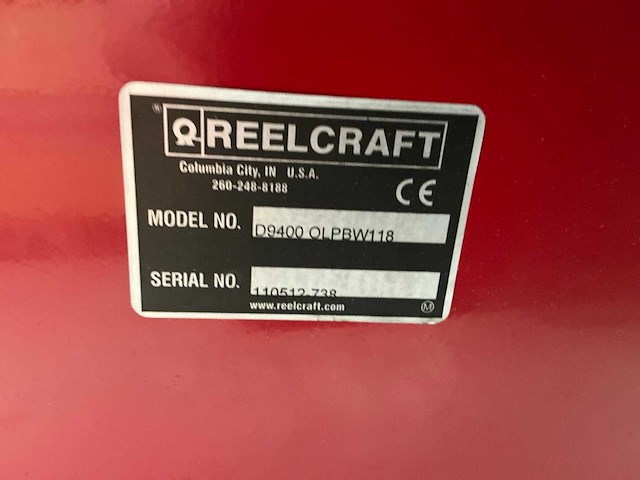 ® REELCRAFT
Columbia City, IN U.S.A.
260-248-8188
CE
MODEL NO. D9400 OLPBW118
SERIAL NO. 110512-738
www.reelcraft.com
M